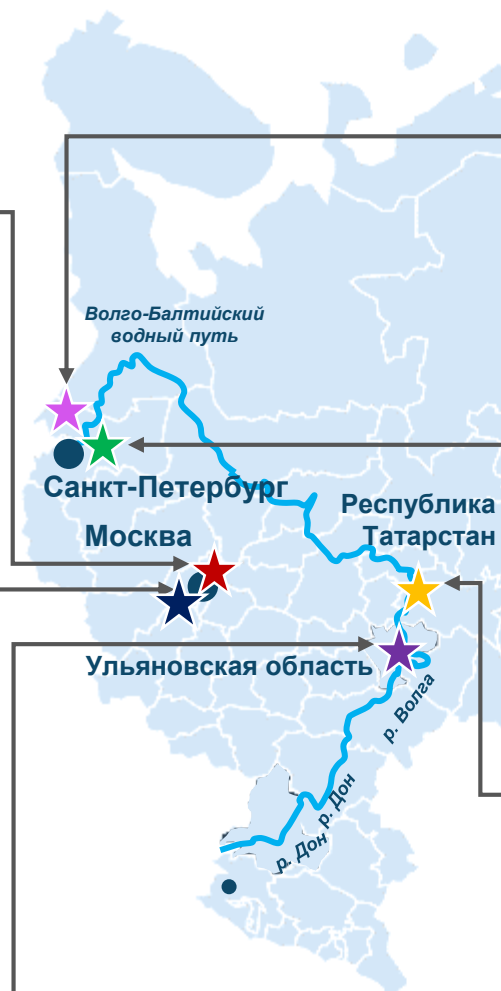 Волго-Балтийский
водный путь
Санкт-Петербург
Республика
Татарстан
Москва
Ульяновская область
р. Волга
р. Дон
р. Дон